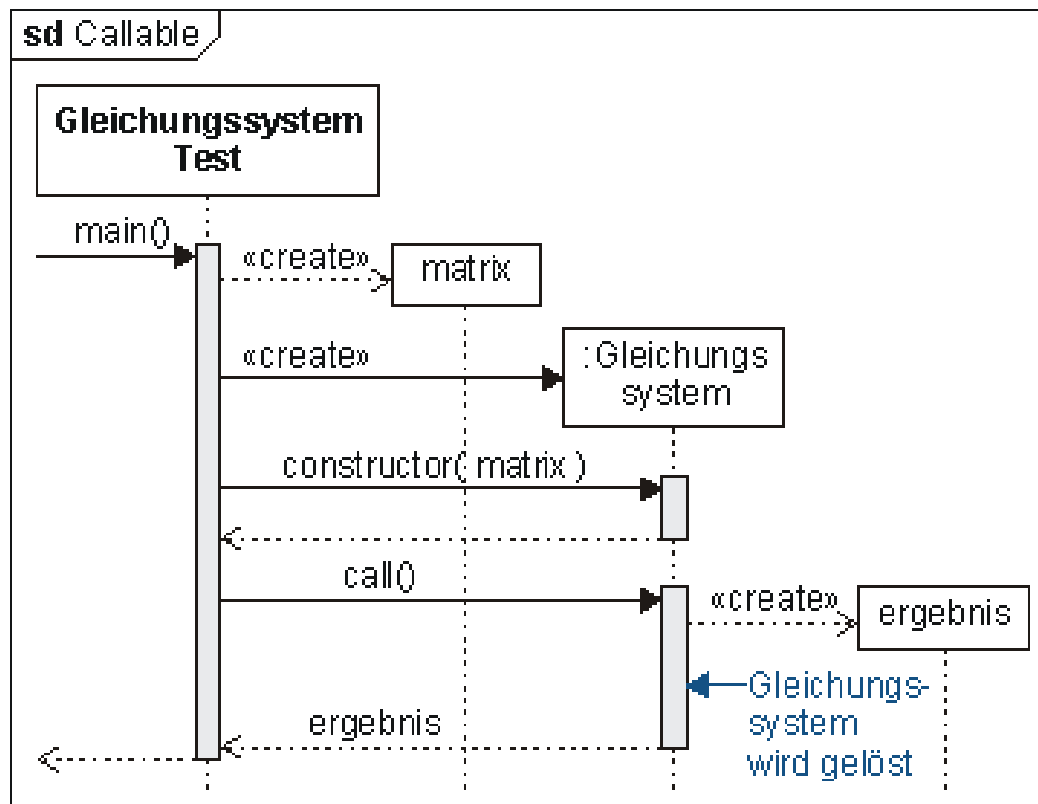 sd Callable
Gleichungssystem
Test
main()
«create»
matrix
«create»
:Gleichungs
system
constructor( matrix )
call()
«create»
ergebnis
Gleichungs-
system
wird gelöst
ergebnis